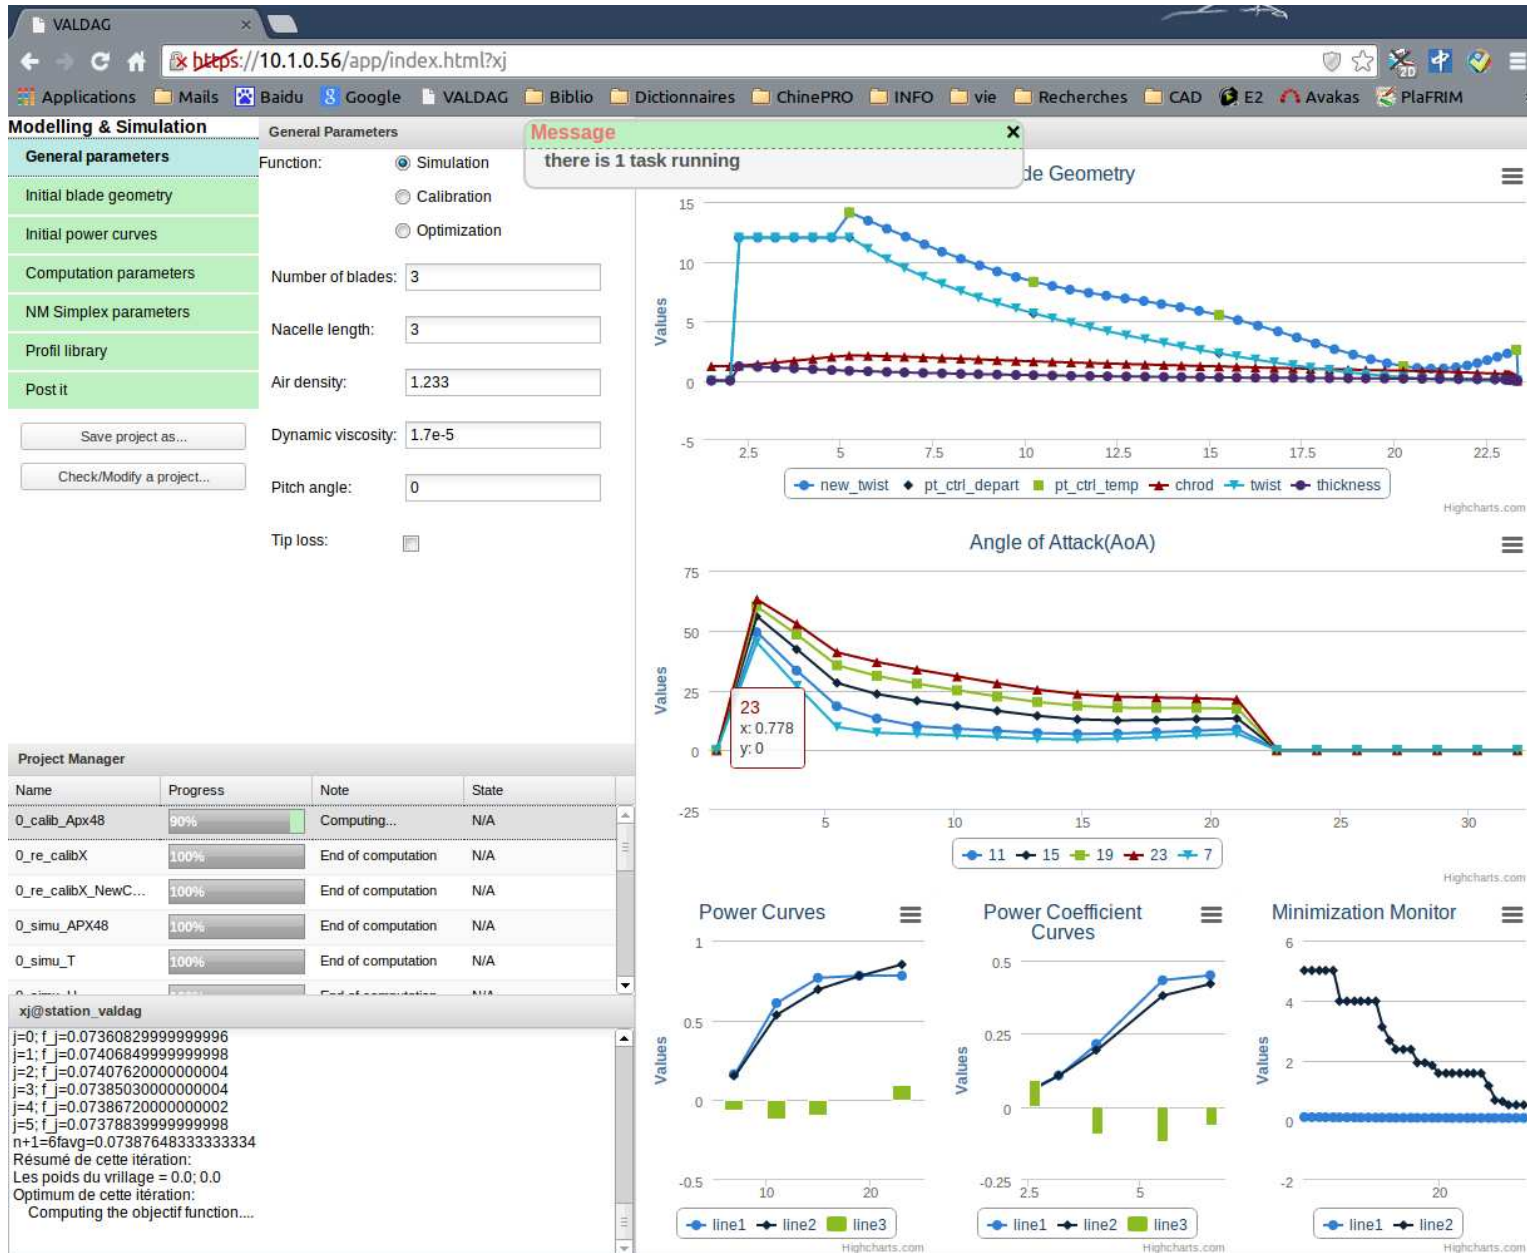 VALDAG ×
https://10.1.0.56/app/index.html?xj
2D
Applications Mails Baidu Google VALDAG Biblio Dictionnaires ChinePRO INFO vie Recherches CAD E2 Avakas PlaFRIM
Modelling & Simulation
General parameters
Initial blade geometry
Initial power curves
Computation parameters
NM Simplex parameters
Profil library
Post it
Save project as...
Check/Modify a project...
General Parameters
Function: Simulation
Calibration
Optimization
Number of blades: 3
Nacelle length: 3
Air density: 1.233
Dynamic viscosity: 1.7e-5
Pitch angle: 0
Tip loss:
Message
there is 1 task running
de Geometry
Values
15
10
5
0
-5
2.5 5 7.5 10 12.5 15 17.5 20 22.5
new_twist pt_ctrl_depart pt_ctrl_temp chrod twist thickness
Highcharts.com
Angle of Attack(AoA)
Values
75
50
25
0
-25
23
x: 0.778
y: 0
5 10 15 20 25 30
11 15 19 23 7
Highcharts.com
Project Manager
Name Progress Note State
0_calib_Apx48 90% Computing... N/A
0_re_calibX 100% End of computation N/A
0_re_calibX_NewC... 100% End of computation N/A
0_simu_APX48 100% End of computation N/A
0_simu_T 100% End of computation N/A
xj@station_valdag
j=0; f_j=0.07360829999999996
j=1; f_j=0.07406849999999998
j=2; f_j=0.07407620000000004
j=3; f_j=0.07385030000000004
j=4; f_j=0.07386720000000002
j=5; f_j=0.07378839999999998
n+1=6favg=0.07387648333333334
Résumé de cette itération:
Les poids du vrillage = 0.0; 0.0
Optimum de cette itération:
Computing the objectif function....
Power Curves
Values
1
0.5
0
-0.5
10 20
line1 line2 line3
Highcharts.com
Power Coefficient
Curves
Values
0.5
0.25
0
-0.25
2.5 5
line1 line2 line3
Highcharts.com
Minimization Monitor
Values
6
4
2
0
-2
20
line1 line2
Highcharts.com